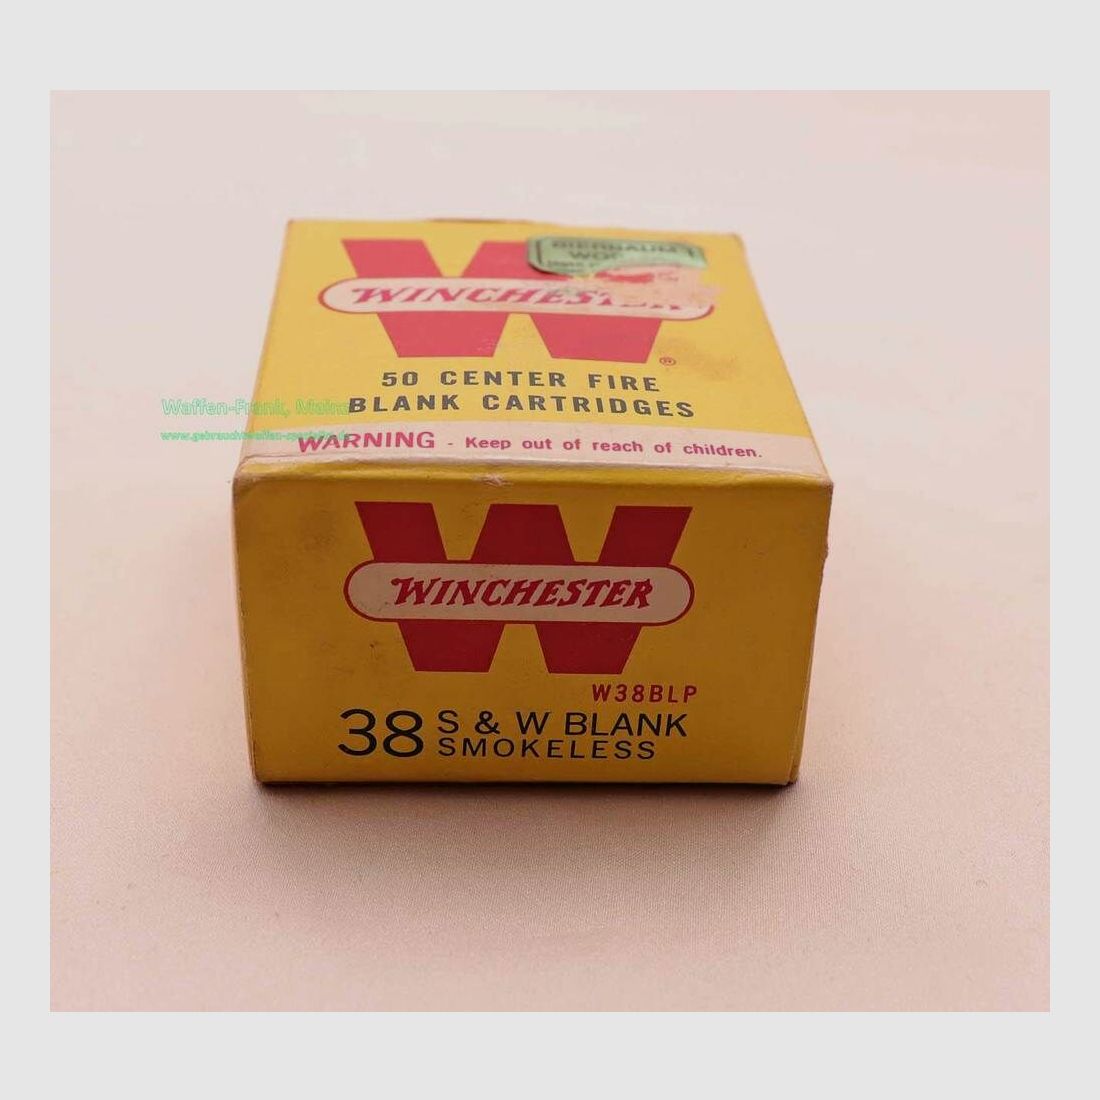 WINCHESTER
®
50 CENTER FIRE
BLANK CARTRIDGES
WARNING - Keep out of reach of children.
Waffen-Frank, Mainz
WINCHESTER
W38BLP
38 S & W BLANK
SMOKELESS